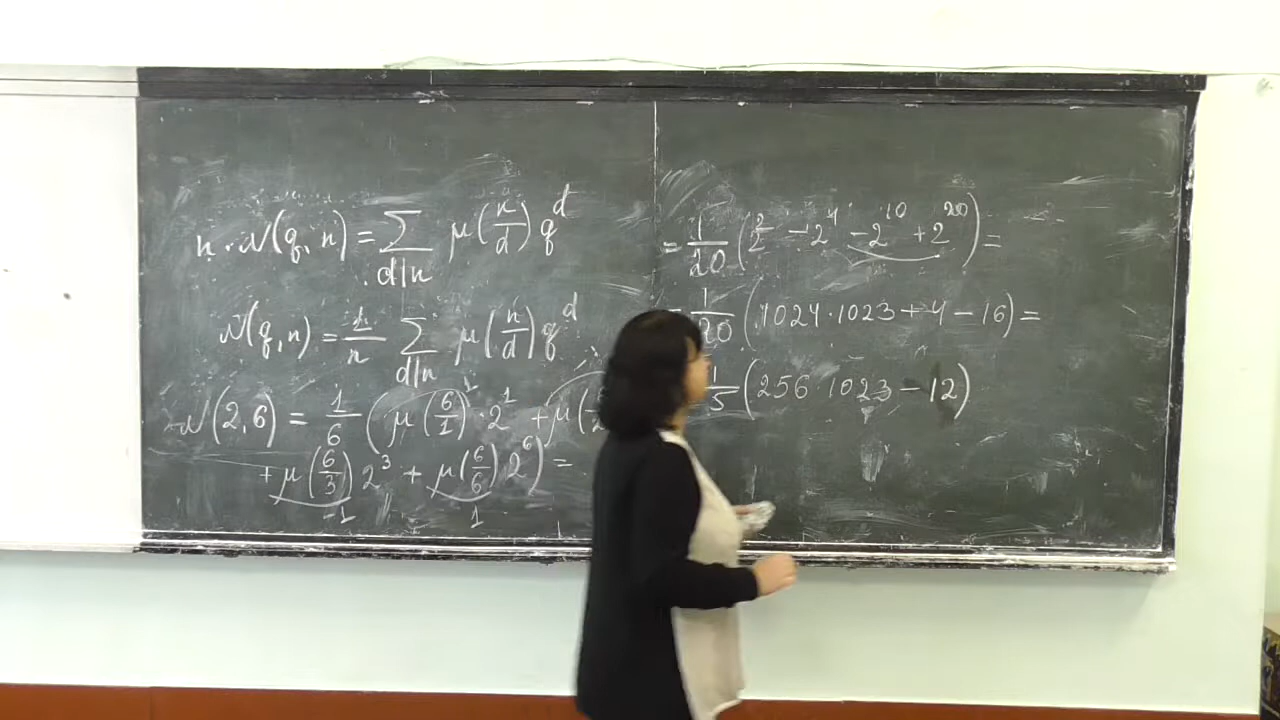 n · N(q, n) = ∑_{d|n} μ(n/d) q^d
N(q, n) = 1/n ∑_{d|n} μ(n/d) q^d
N(2, 6) = 1/6 ( μ(6/1) · 2^1 + μ(
1
+ μ(6/3) 2^3 + μ(6/6) 2^6 ) =
-1 1
= 1/20 ( 2^2 - 2^4 - 2^10 + 2^20 ) =
1/20 ( 1024 · 1023 + 4 - 16 ) =
1/5 ( 256 1023 - 12 )